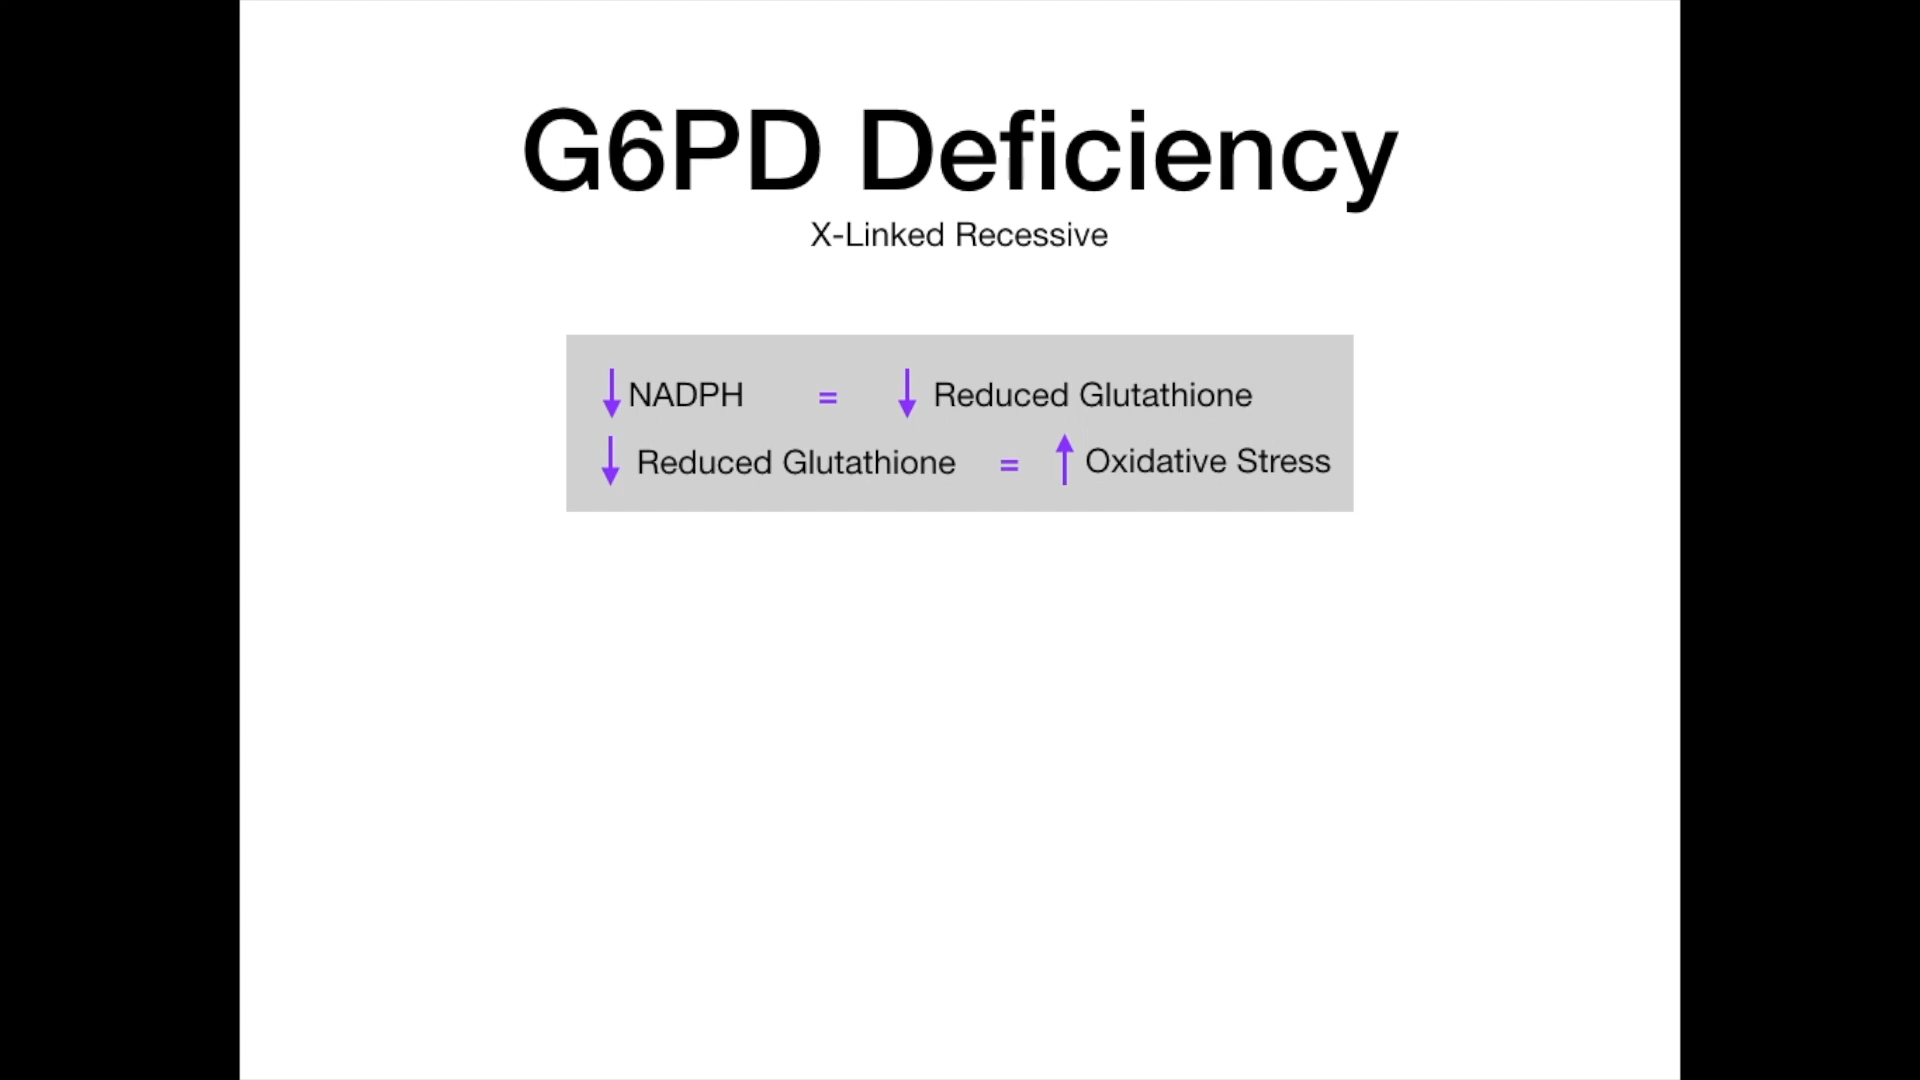 G6PD Deficiency
X-Linked Recessive
↓ NADPH = ↓ Reduced Glutathione
↓ Reduced Glutathione = ↑ Oxidative Stress